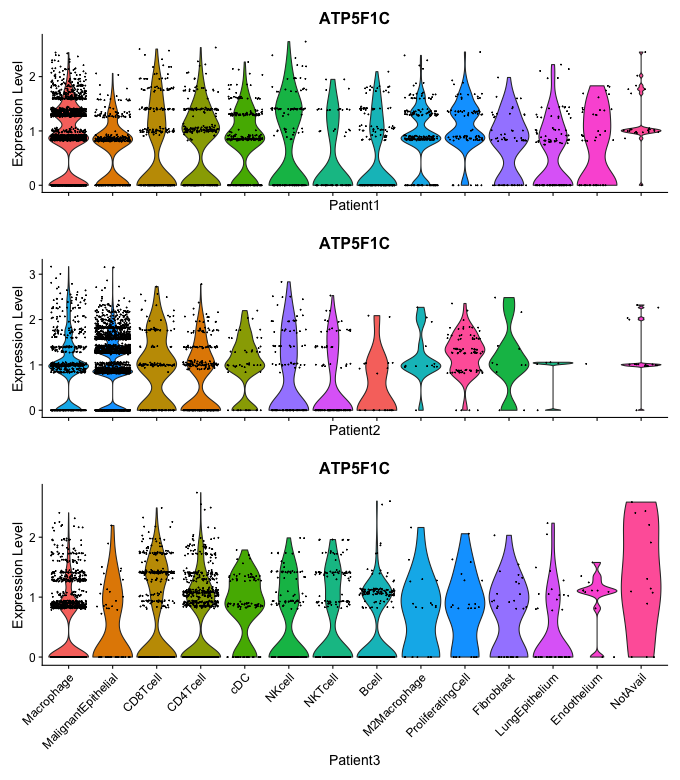 ATP5F1C
Expression Level
2
1
0
Patient1
ATP5F1C
Expression Level
3
2
1
0
Patient2
ATP5F1C
Expression Level
2
1
0
Macrophage
MalignantEpithelial
CD8Tcell
CD4Tcell
cDC
NKcell
NKTcell
Bcell
M2Macrophage
ProliferatingCell
Fibroblast
LungEpithelium
Endothelium
NotAvail
Patient3